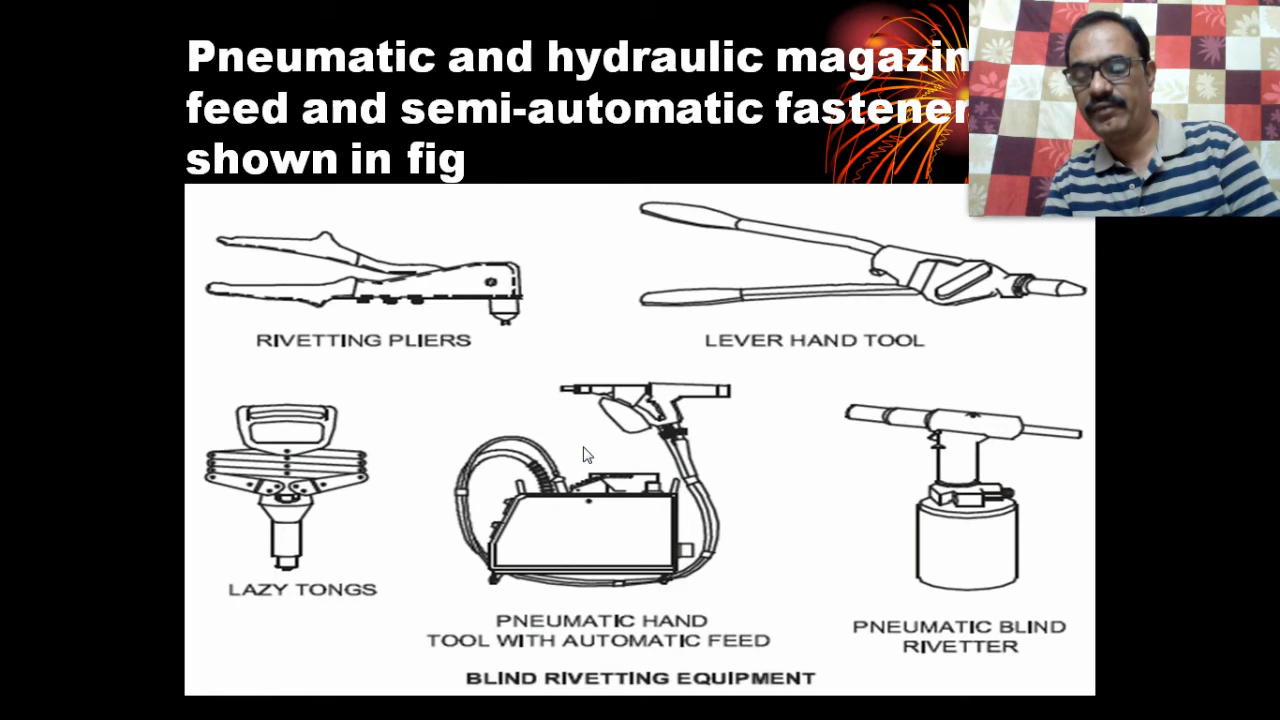 Pneumatic and hydraulic magazin
feed and semi-automatic fastener
shown in fig
RIVETTING PLIERS
LEVER HAND TOOL
LAZY TONGS
PNEUMATIC HAND
TOOL WITH AUTOMATIC FEED
PNEUMATIC BLIND
RIVETTER
BLIND RIVETTING EQUIPMENT